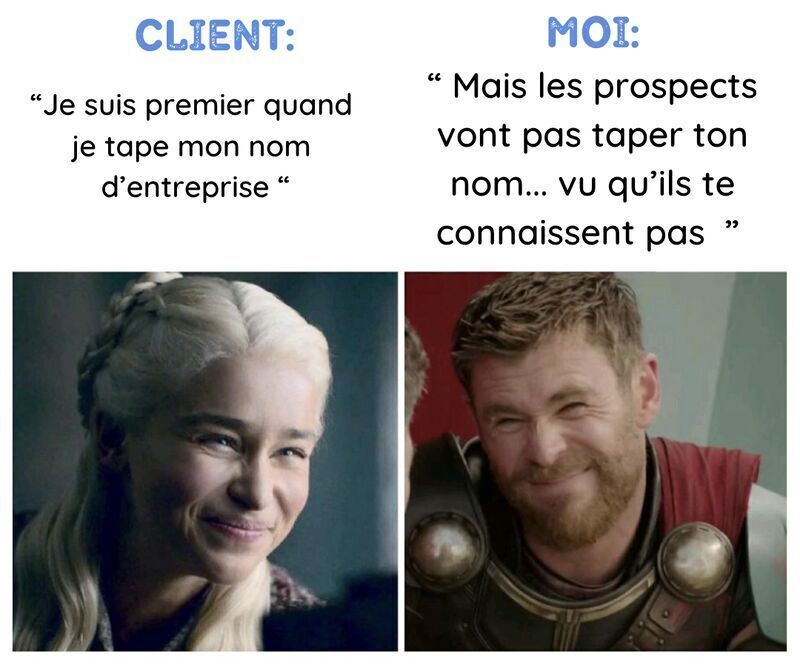 CLIENT:
“Je suis premier quand
je tape mon nom
d’entreprise “
MOI:
“ Mais les prospects
vont pas taper ton
nom... vu qu’ils te
connaissent pas ”